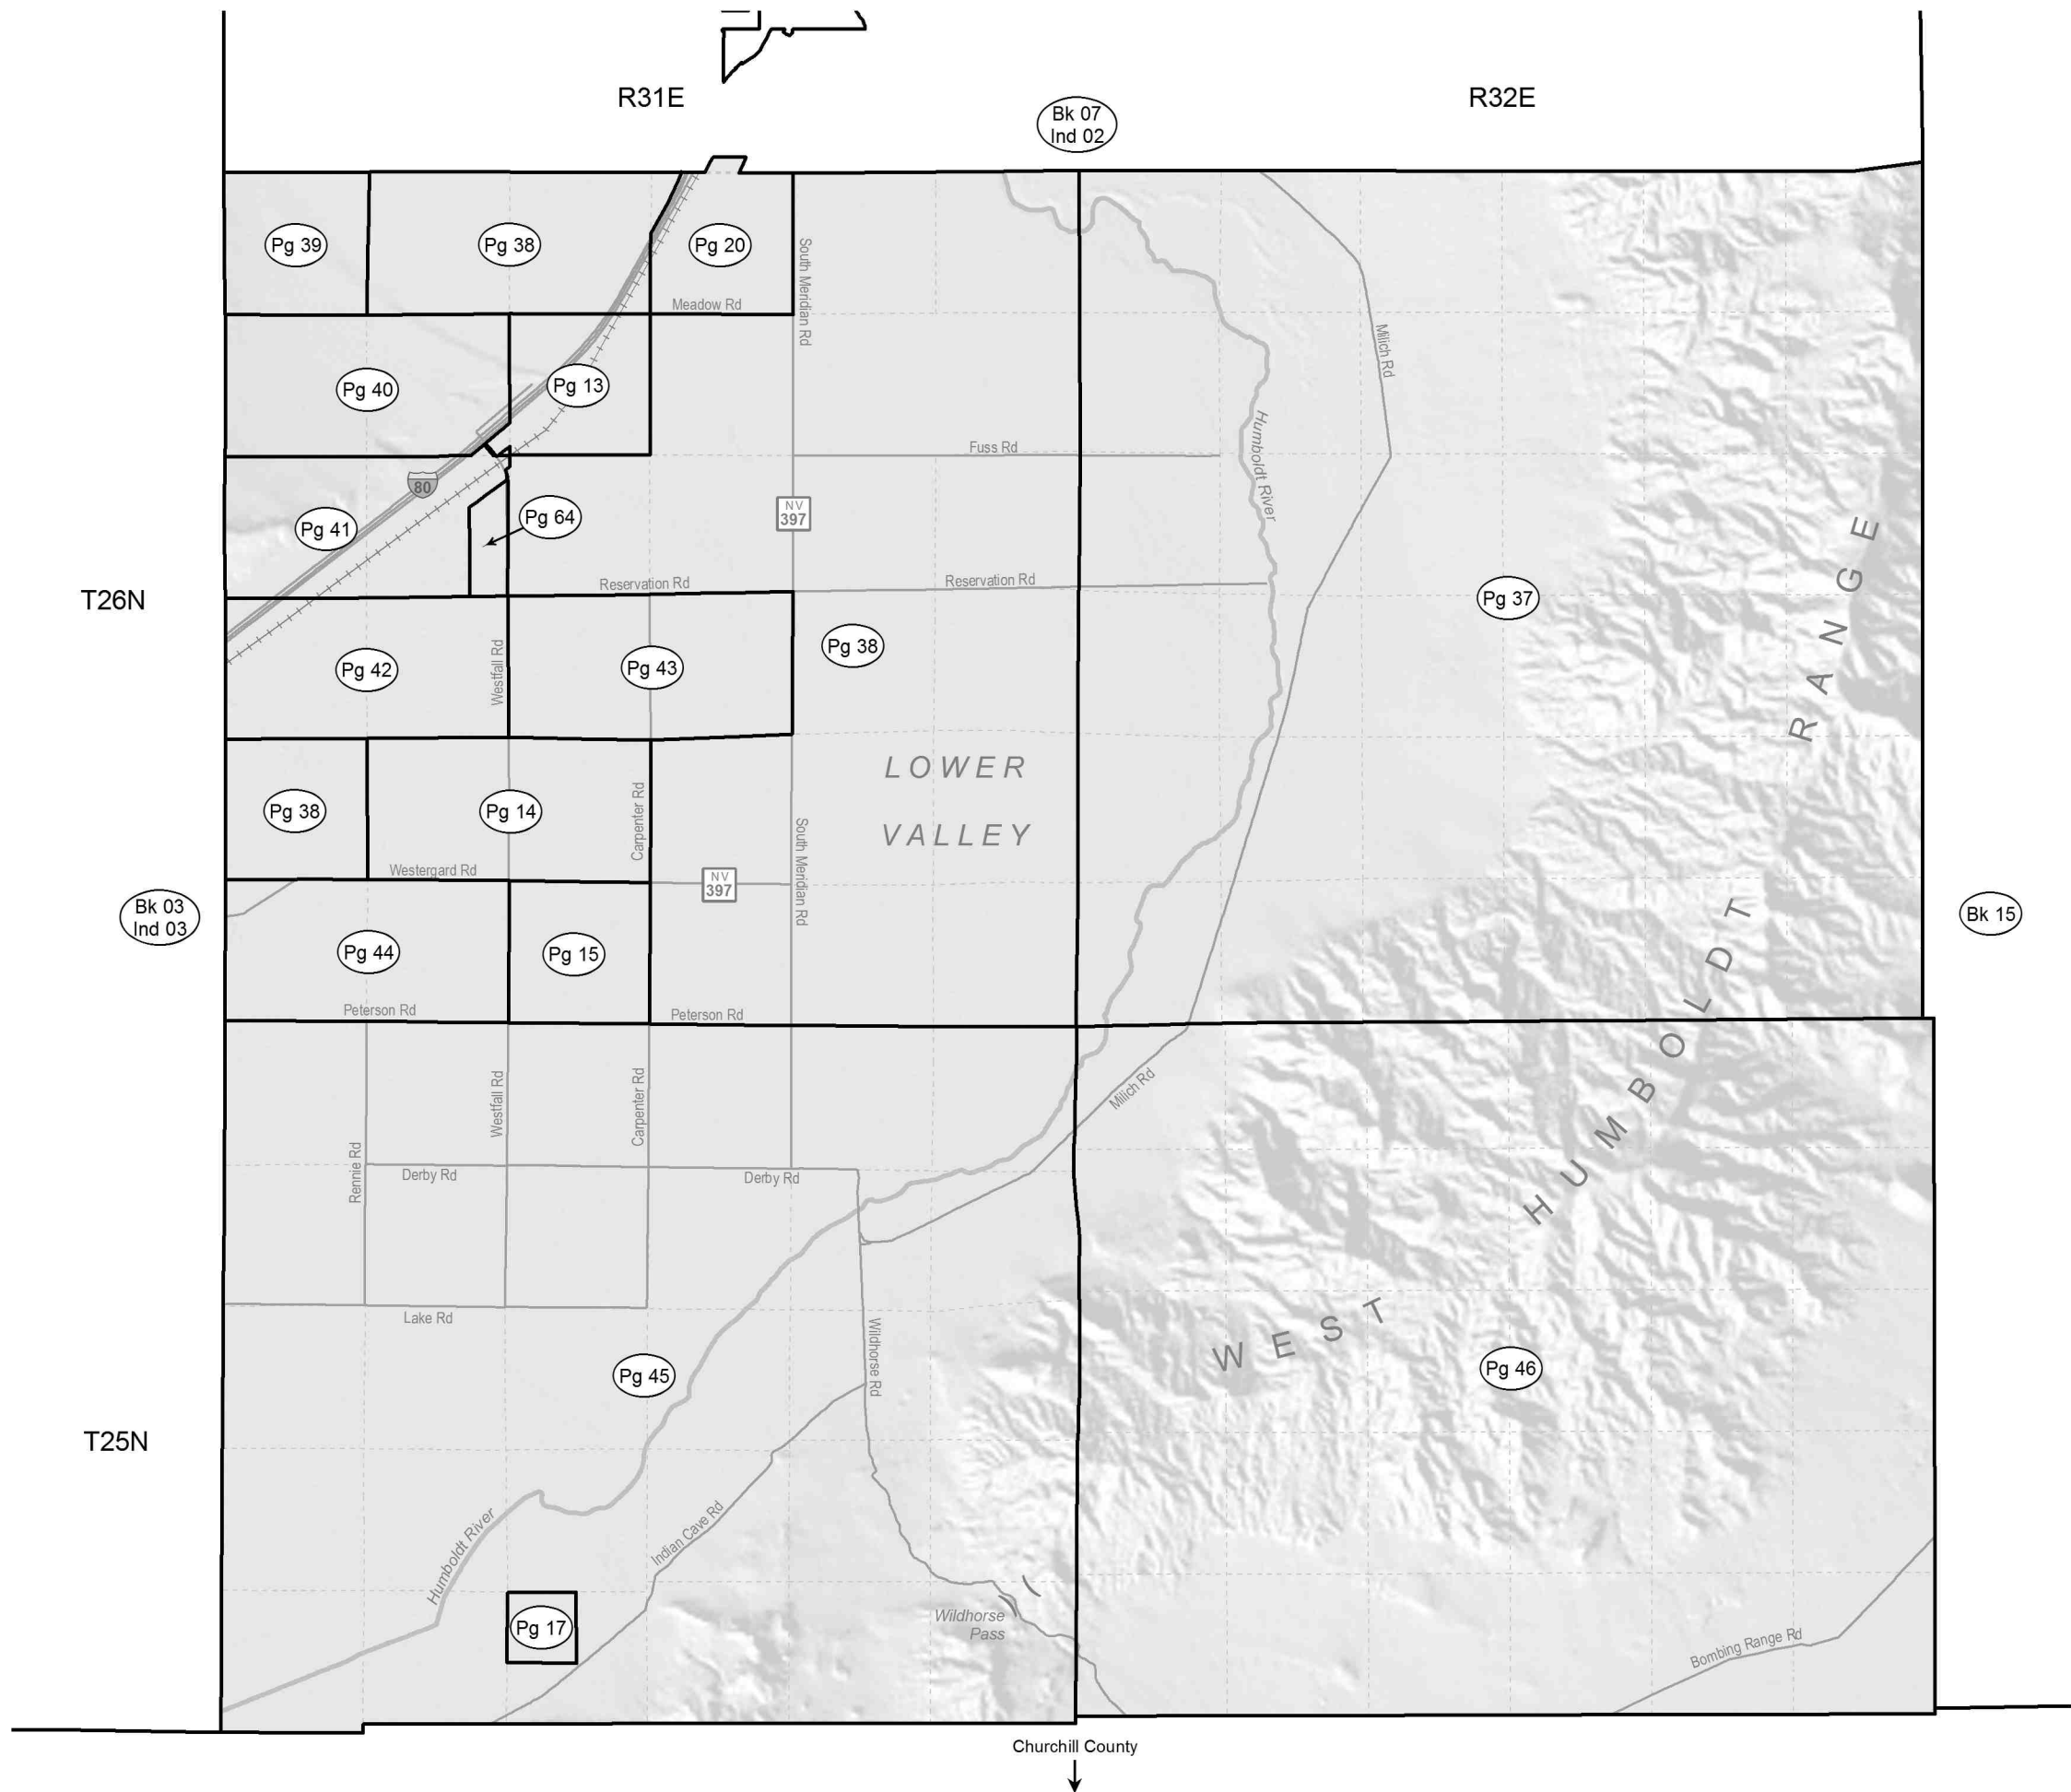 R31E
R32E
Bk 07
Ind 02
Pg 39
Pg 38
Pg 20
South Meridian Rd
Meadow Rd
Milich Rd
Pg 40
Pg 13
Humboldt River
Fuss Rd
80
Pg 41
Pg 64
NV
397
Reservation Rd
Reservation Rd
T26N
Pg 37
Pg 42
Westfall Rd
Pg 43
Pg 38
LOWER
VALLEY
Pg 38
Pg 14
Carpenter Rd
South Meridian Rd
Westergard Rd
NV
397
Bk 03
Ind 03
Bk 15
Pg 44
Pg 15
Peterson Rd
Peterson Rd
WEST HUMBOLDT RANGE
Rennie Rd
Westfall Rd
Carpenter Rd
Milich Rd
Derby Rd
Derby Rd
Lake Rd
Wildhorse Rd
Pg 45
Pg 46
T25N
Humboldt River
Indian Cave Rd
Pg 17
Wildhorse
Pass
Bombing Range Rd
Churchill County